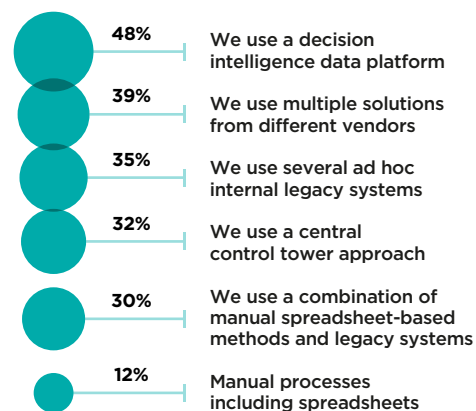 48%
We use a decision
intelligence data platform
39%
We use multiple solutions
from different vendors
35%
We use several ad hoc
internal legacy systems
32%
We use a central
control tower approach
30%
We use a combination of
manual spreadsheet-based
methods and legacy systems
12%
Manual processes
including spreadsheets